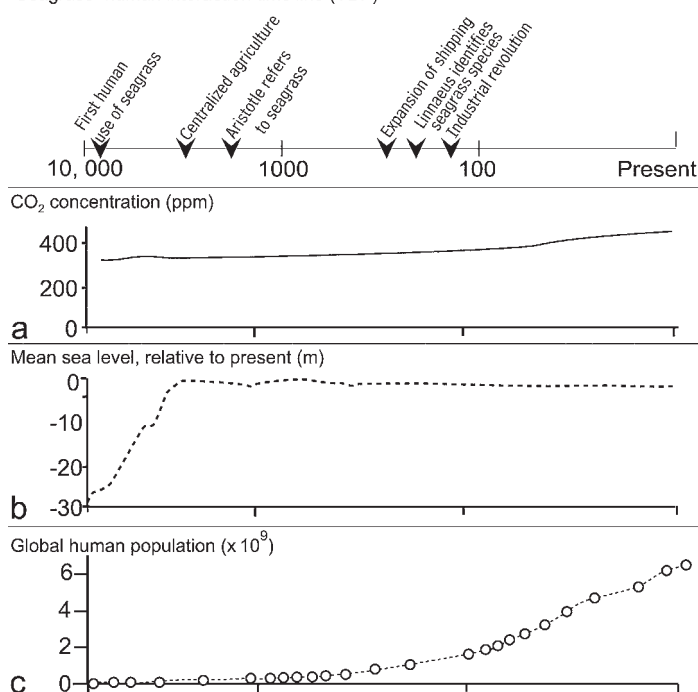 First human
use of seagrass
Centralized agriculture
Aristotle refers
to seagrass
Expansion of shipping
Linnaeus identifies
seagrass species
Industrial revolution
10, 000
1000
100
Present
CO₂ concentration (ppm)
400
200
0
a
Mean sea level, relative to present (m)
0
-10
-20
-30
b
Global human population (x 10⁹)
6
4
2
0
c